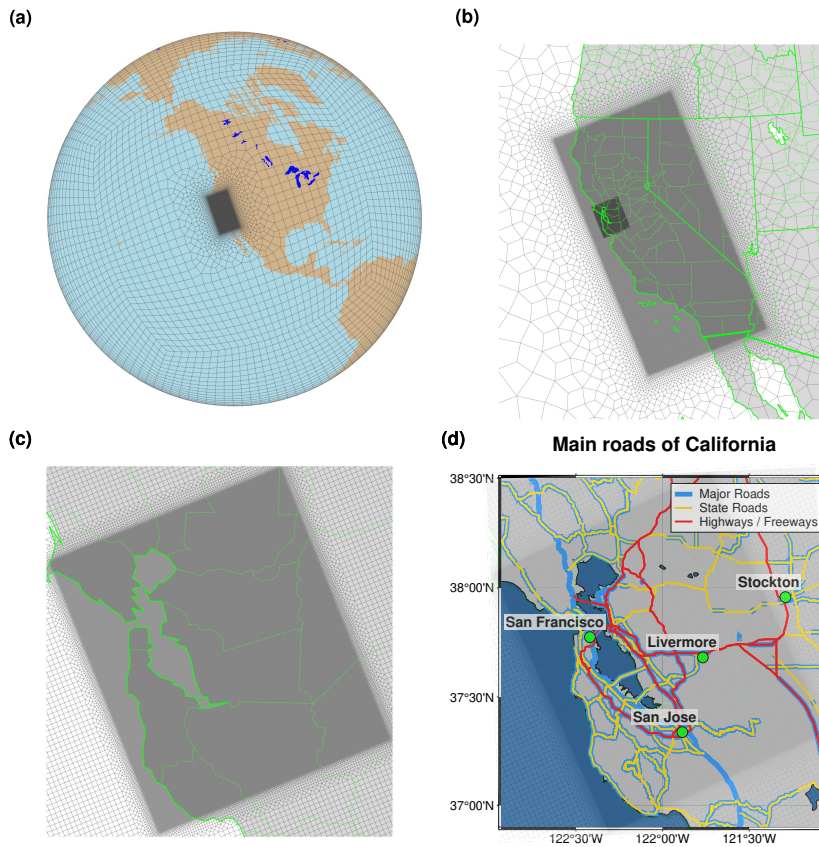 (a)
(b)
(c)
(d)
Main roads of California
38°30'N
38°00'N
37°30'N
37°00'N
Major Roads
State Roads
Highways / Freeways
Stockton
San Francisco
Livermore
San Jose
122°30'W
122°00'W
121°30'W